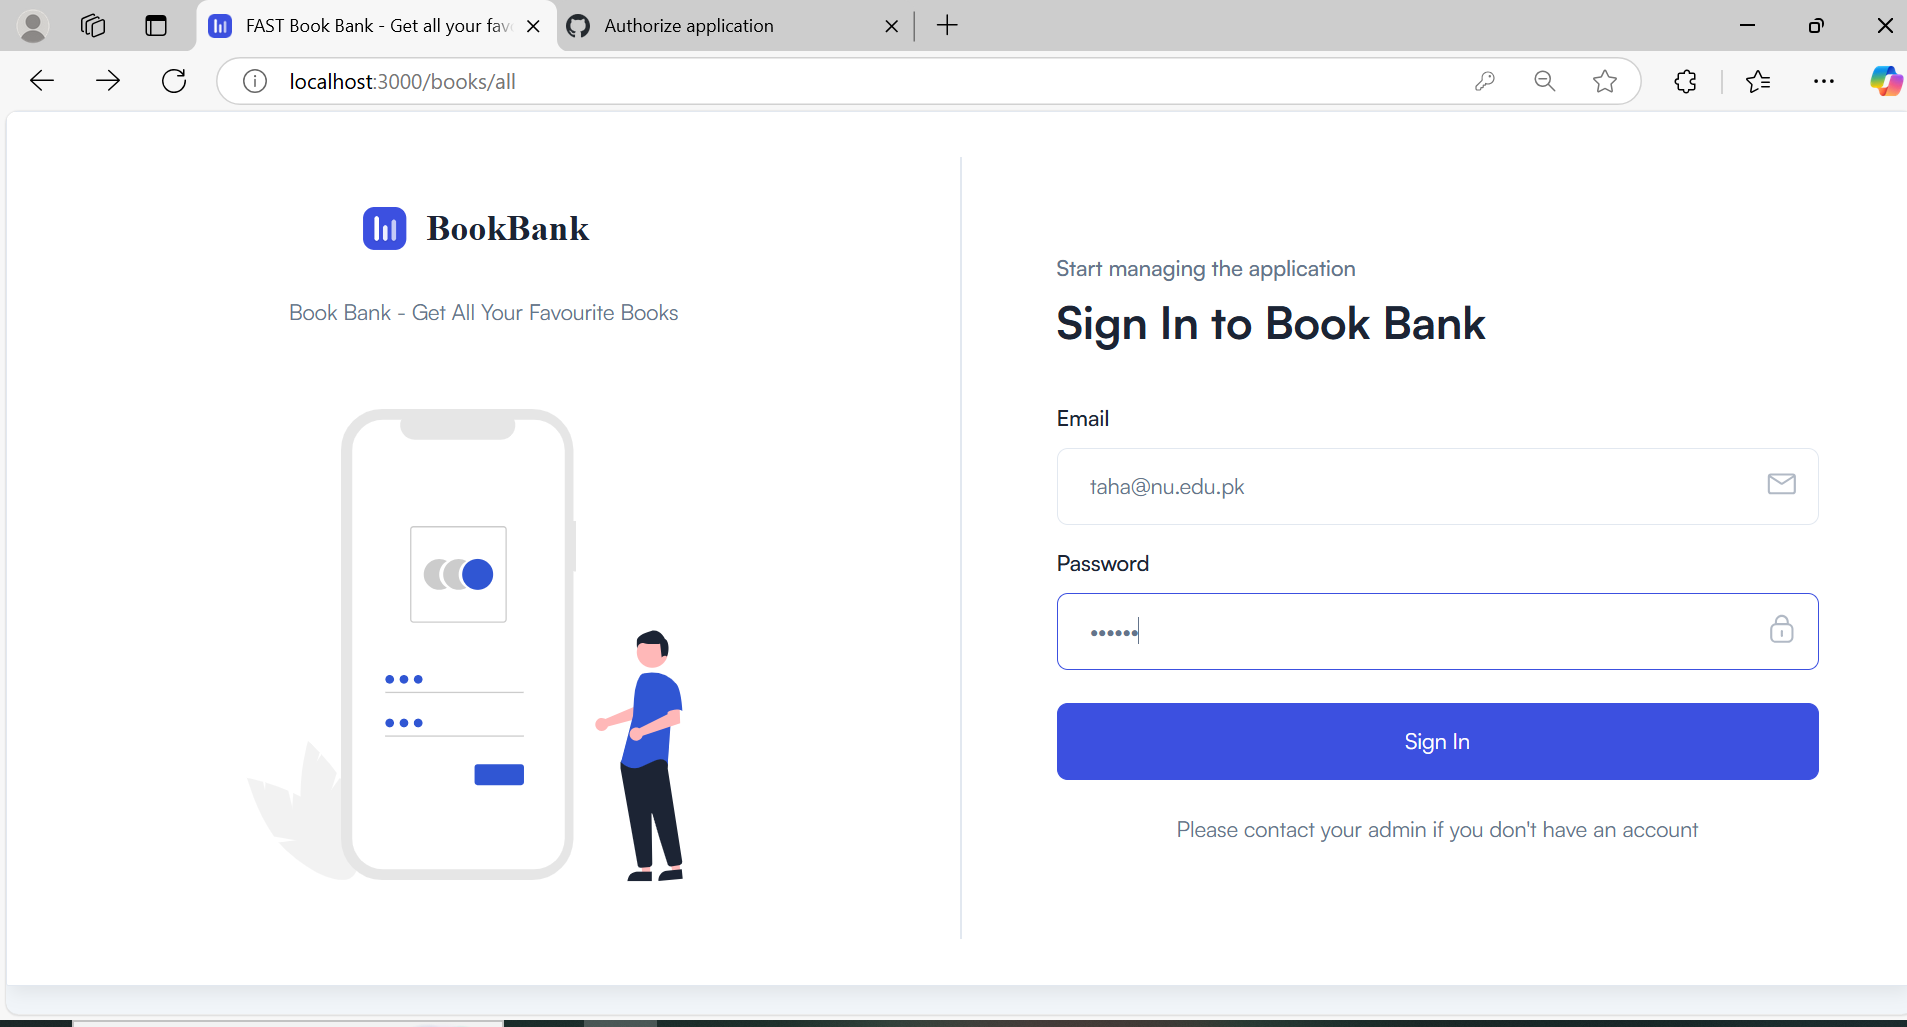 FAST Book Bank - Get all your fav
Authorize application
localhost:3000/books/all
BookBank
Book Bank - Get All Your Favourite Books
Start managing the application
Sign In to Book Bank
Email
taha@nu.edu.pk
Password
••••••
Sign In
Please contact your admin if you don't have an account